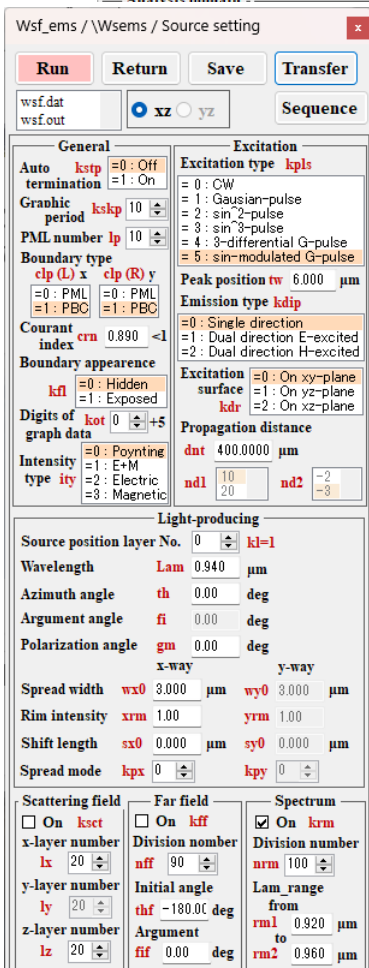 Wsf_ems / \Wsems / Source setting
x
Run Return Save Transfer
wsf.dat
wsf.out
xz yz
Sequence
General
Auto termination kstp =0 : Off
=1 : On
Graphic period kskp 10
PML number lp 10
Boundary type
clp (L) x clp (R) y
=0 : PML =0 : PML
=1 : PBC =1 : PBC
Courant index crn 0.890 <1
Boundary appearence
kfl =0 : Hidden
=1 : Exposed
Digits of graph data kot 0 +5
Intensity type ity =0 : Poynting
=1 : E+M
=2 : Electric
=3 : Magnetic
Excitation
Excitation type kpls
= 0 : CW
= 1 : Gausian-pulse
= 2 : sin^2-pulse
= 3 : sin^3-pulse
= 4 : 3-differential G-pulse
= 5 : sin-modulated G-pulse
Peak position tw 6.000 μm
Emission type kdip
=0 : Single direction
=1 : Dual direction E-excited
=2 : Dual direction H-excited
Excitation surface kdr =0 : On xy-plane
=1 : On yz-plane
=2 : On xz-plane
Propagation distance
dnt 400.0000 μm
nd1 10 nd2 -2
20 -3
Light-producing
Source position layer No. 0 kl=1
Wavelength Lam 0.940 μm
Azimuth angle th 0.00 deg
Argument angle fi 0.00 deg
Polarization angle gm 0.00 deg
x-way y-way
Spread width wx0 3.000 μm wy0 3.000 μm
Rim intensity xrm 1.00 yrm 1.00
Shift length sx0 0.000 μm sy0 0.000 μm
Spread mode kpx 0 kpy 0
Scattering field
On ksct
x-layer number
lx 20
y-layer number
ly 20
z-layer number
lz 20
Far field
On kff
Division nomber
nff 90
Initial angle
thf -180.00 deg
Argument
fif 0.00 deg
Spectrum
On krm
Division number
nrm 100
Lam_range
from
rm1 0.920 μm
to
rm2 0.960 μm